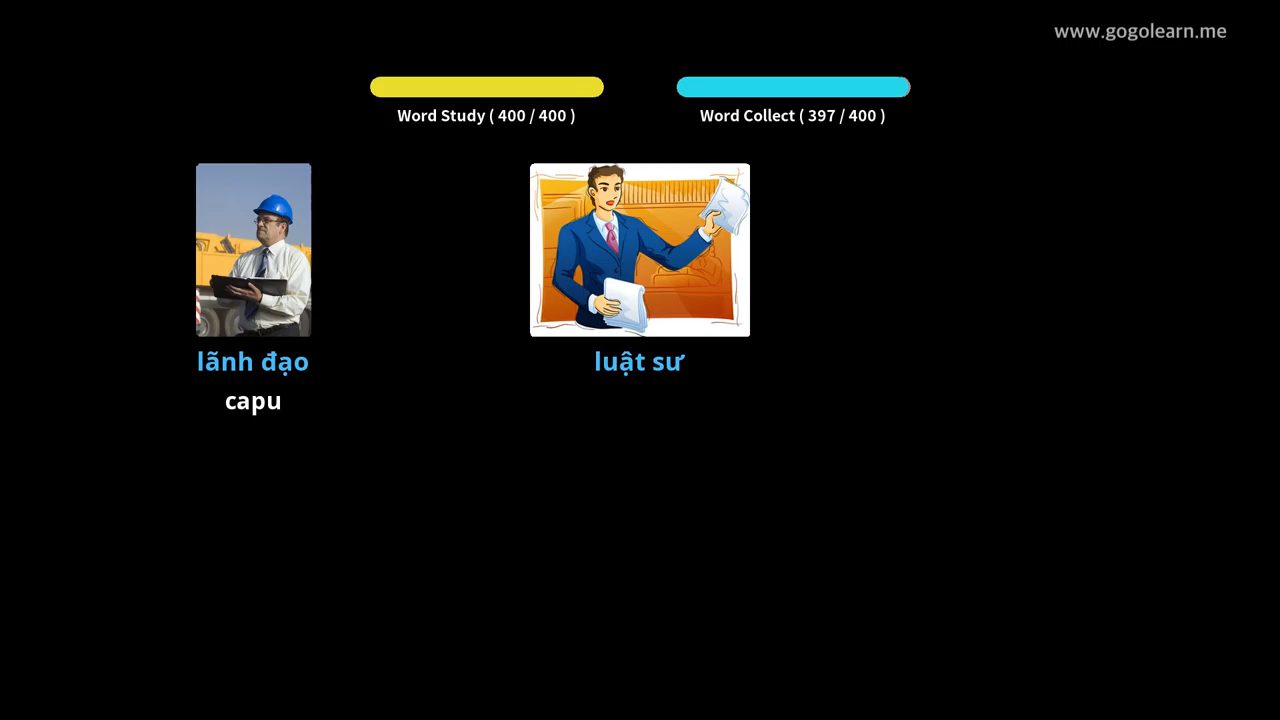 www.gogolearn.me
Word Study ( 400 / 400 )
Word Collect ( 397 / 400 )
lãnh đạo
luật sư
capu